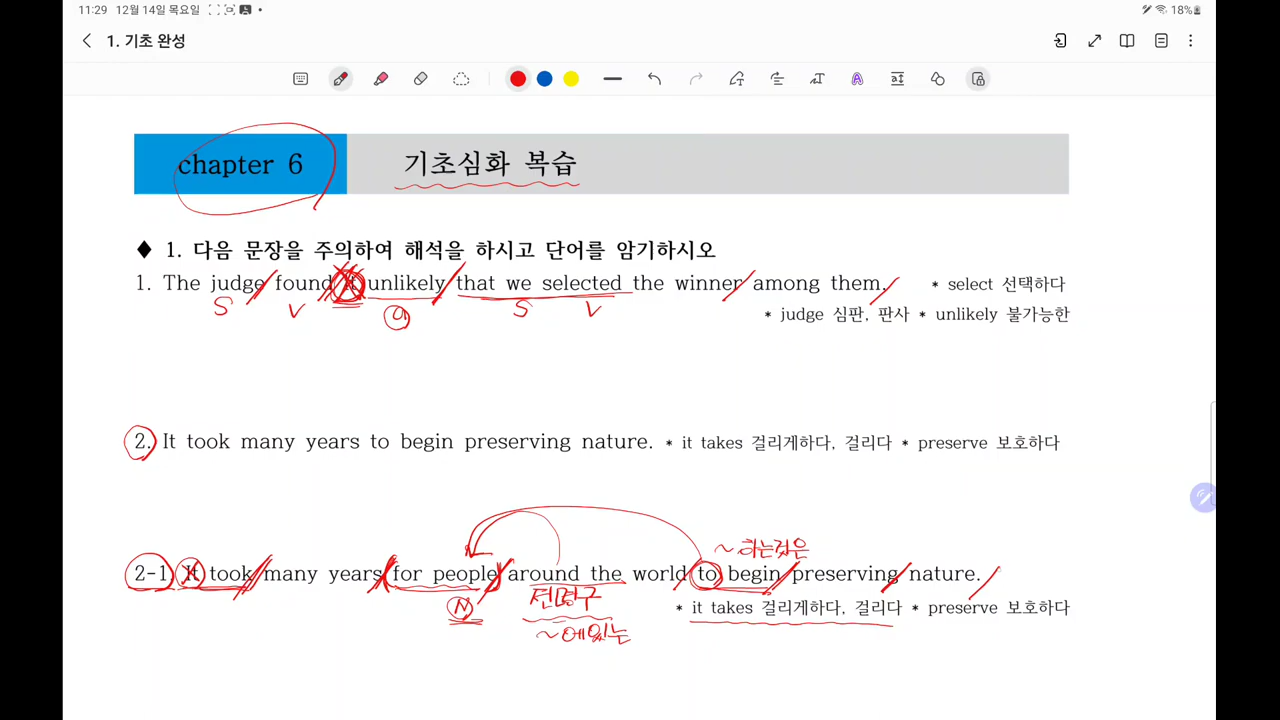 11:29 12월 14일 목요일 18%
1. 기초 완성
chapter 6 기초심화 복습
◆ 1. 다음 문장을 주의하여 해석을 하시고 단어를 암기하시오
1. The judge found it unlikely that we selected the winner among them. * select 선택하다
S V a S V * judge 심판, 판사 * unlikely 불가능한
2. It took many years to begin preserving nature. * it takes 걸리게하다, 걸리다 * preserve 보호하다
~하는것은
2-1 It took many years for people around the world to begin preserving nature.
N 전명구 * it takes 걸리게하다, 걸리다 * preserve 보호하다
~에있는